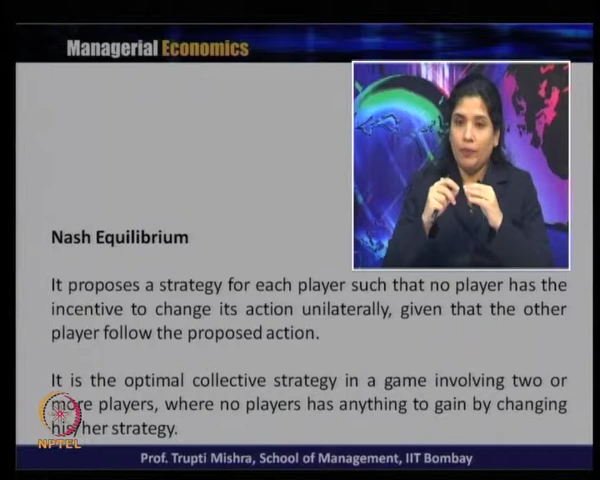 Managerial Economics
Nash Equilibrium
It proposes a strategy for each player such that no player has the
incentive to change its action unilaterally, given that the other
player follow the proposed action.
It is the optimal collective strategy in a game involving two or
more players, where no players has anything to gain by changing
his/her strategy.
NPTEL
Prof. Trupti Mishra, School of Management, IIT Bombay